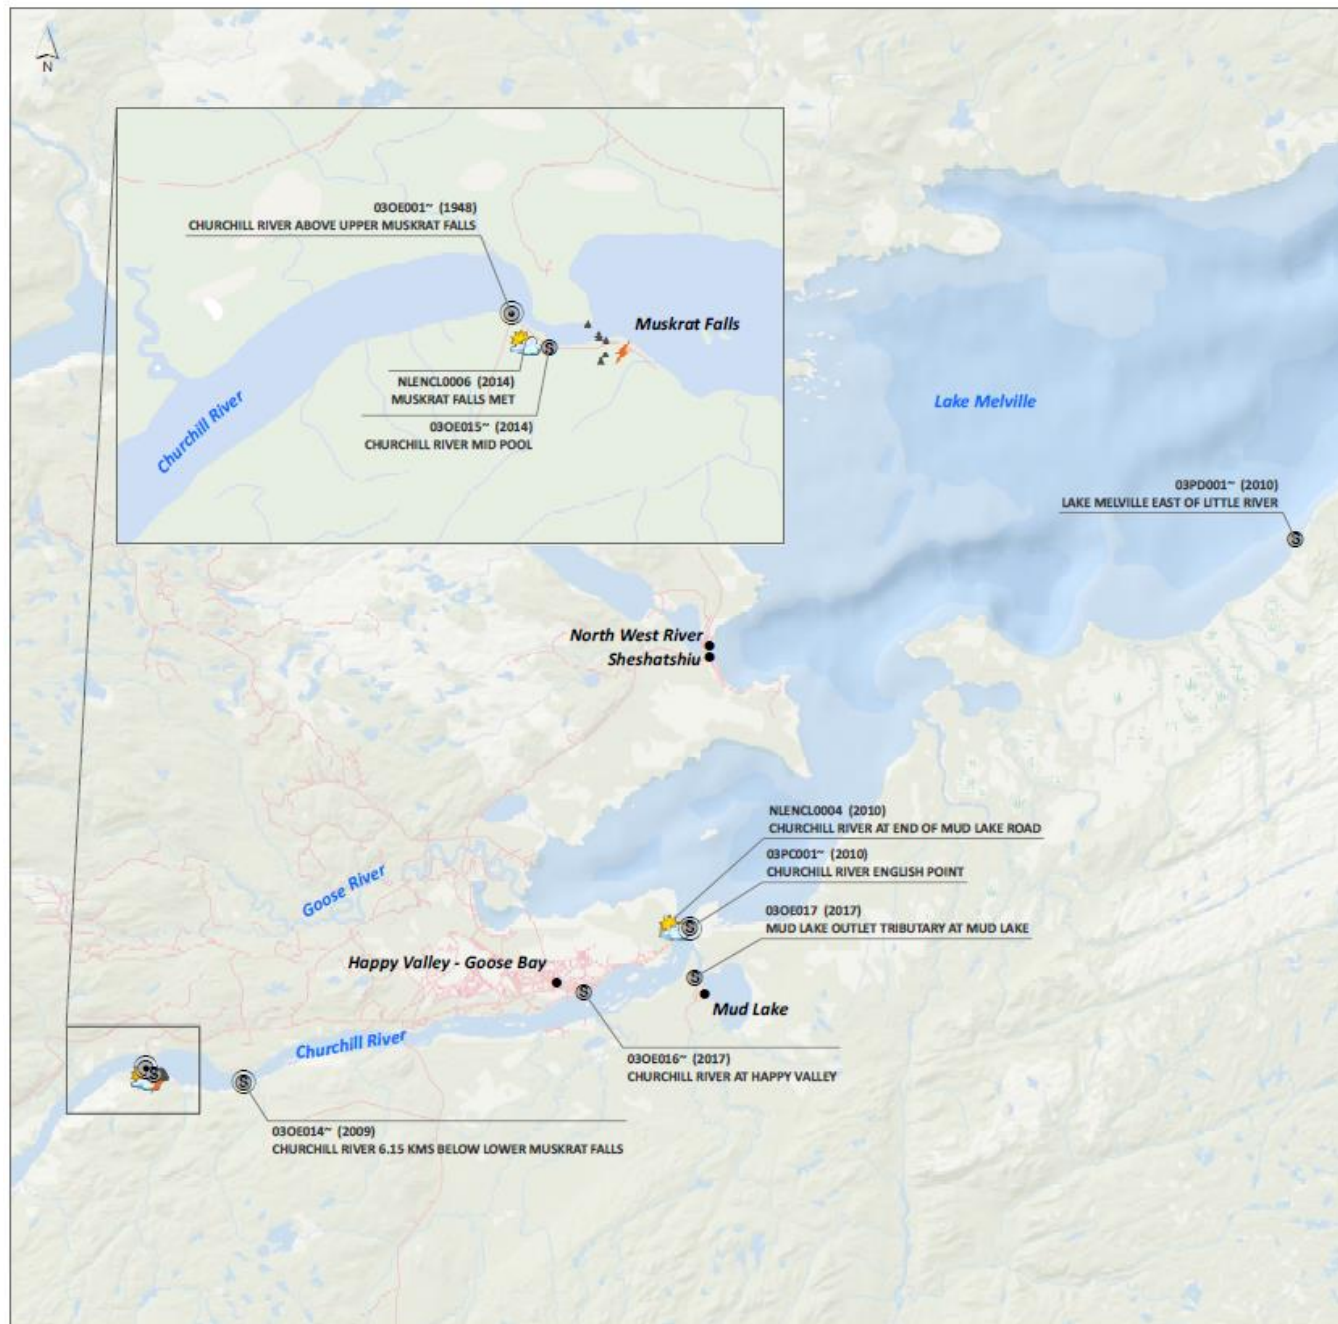 N
03OE001~ (1948)
CHURCHILL RIVER ABOVE UPPER MUSKRAT FALLS
Muskrat Falls
NLENCL0006 (2014)
MUSKRAT FALLS MET
03OE015~ (2014)
CHURCHILL RIVER MID POOL
Churchill River
Lake Melville
03PD001~ (2010)
LAKE MELVILLE EAST OF LITTLE RIVER
North West River
Sheshatshiu
NLENCL0004 (2010)
CHURCHILL RIVER AT END OF MUD LAKE ROAD
03PC001~ (2010)
CHURCHILL RIVER ENGLISH POINT
Goose River
03OE017 (2017)
MUD LAKE OUTLET TRIBUTARY AT MUD LAKE
Happy Valley - Goose Bay
Mud Lake
Churchill River
03OE016~ (2017)
CHURCHILL RIVER AT HAPPY VALLEY
03OE014~ (2009)
CHURCHILL RIVER 6.15 KMS BELOW LOWER MUSKRAT FALLS
S
S
S
S
S
S
S